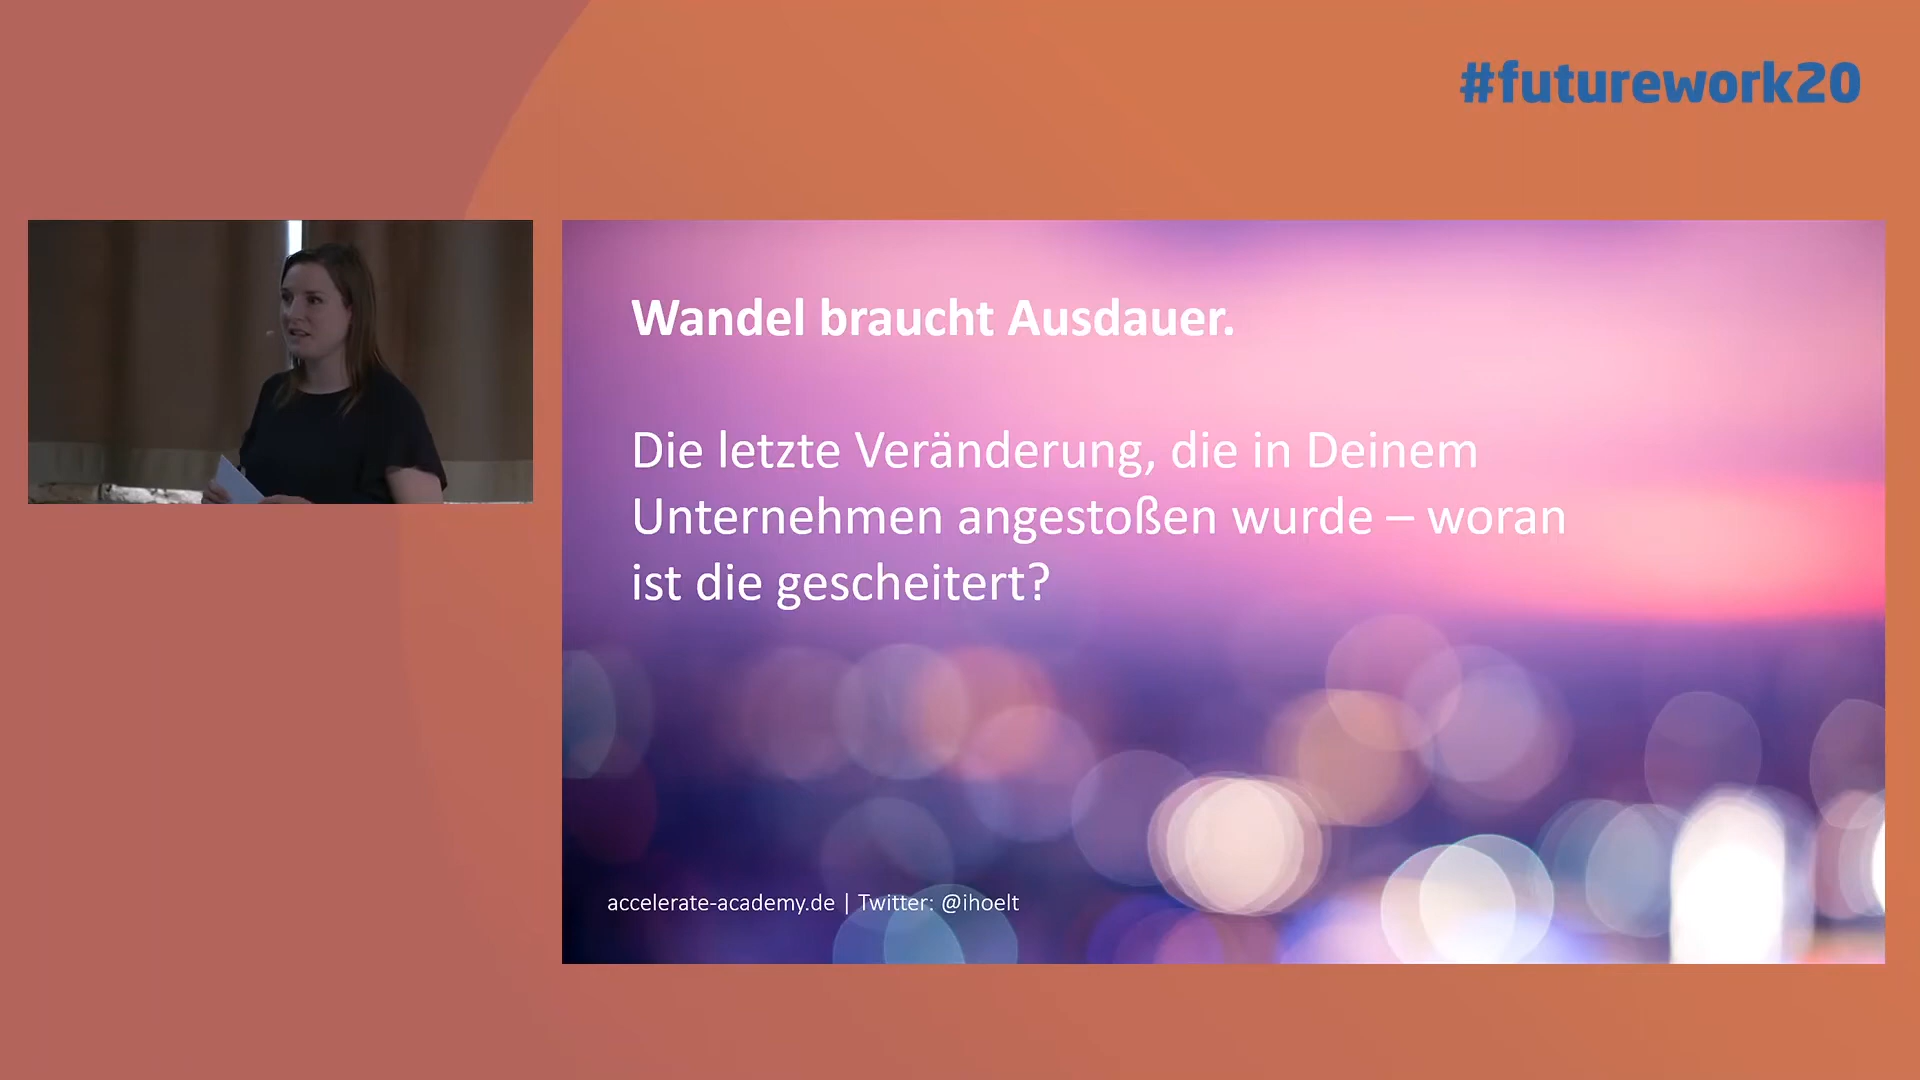 #futurework20
Wandel braucht Ausdauer.
Die letzte Veränderung, die in Deinem
Unternehmen angestoßen wurde – woran
ist die gescheitert?
accelerate-academy.de | Twitter: @ihoelt